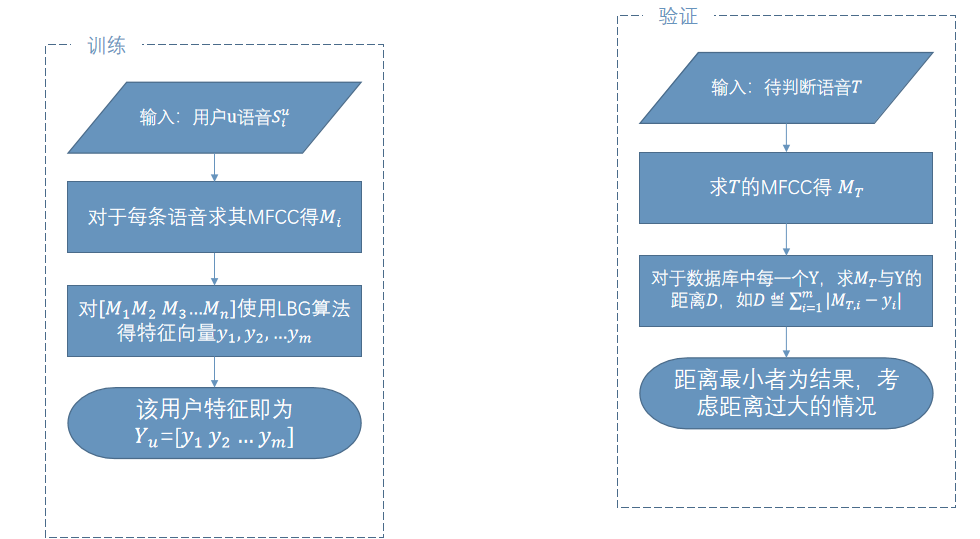 训练
输入：用户u语音$S_i^u$
对于每条语音求其MFCC得$M_i$
对[$M_1 M_2$ $M_3 … M_n$]使用LBG算法
得特征向量$y_1, y_2, … y_m$
该用户特征即为
$Y_u$=[$y_1$ $y_2$ … $y_m$]
验证
输入：待判断语音$T$
求$T$的MFCC得 $M_T$
对于数据库中每一个Y，求$M_T$与Y的
距离$D$，如$D ≝ \sum_{i=1}^{m} |M_{T,i} − y_i|$
距离最小者为结果，考
虑距离过大的情况